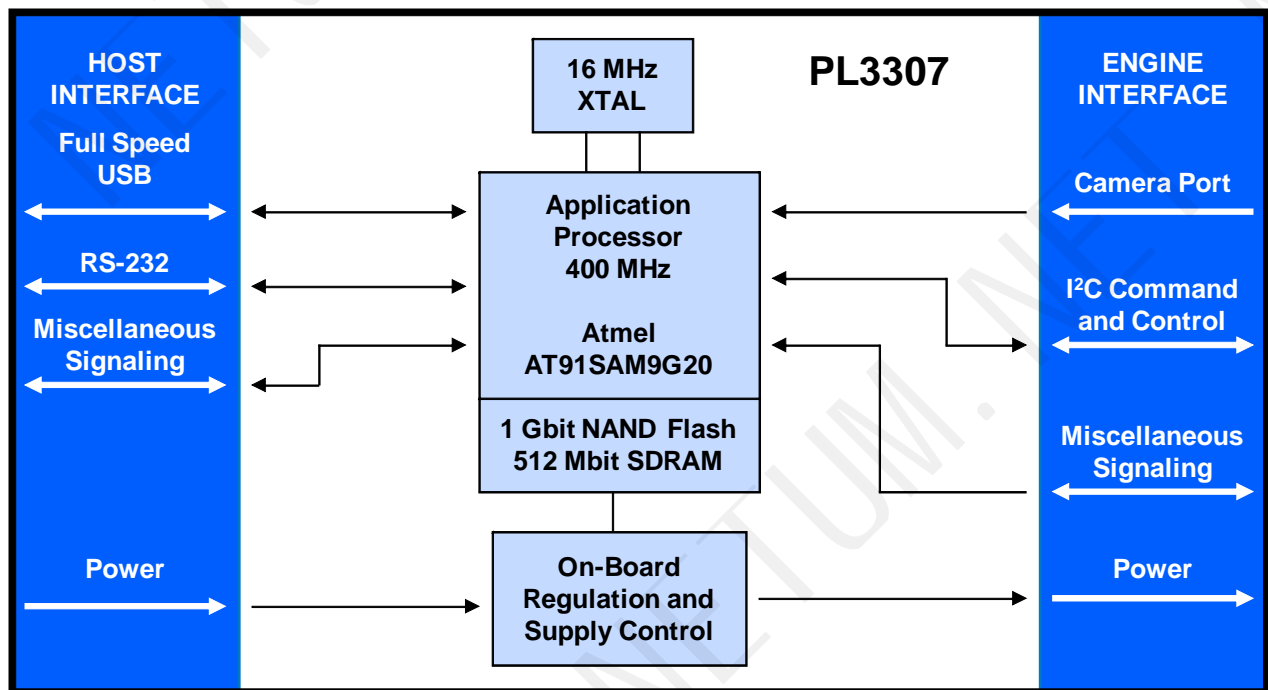 PL3307
HOST
INTERFACE
Full Speed
USB
RS-232
Miscellaneous
Signaling
Power
16 MHz
XTAL
Application
Processor
400 MHz
Atmel
AT91SAM9G20
1 Gbit NAND Flash
512 Mbit SDRAM
On-Board
Regulation and
Supply Control
ENGINE
INTERFACE
Camera Port
I²C Command
and Control
Miscellaneous
Signaling
Power
NETUM.NET